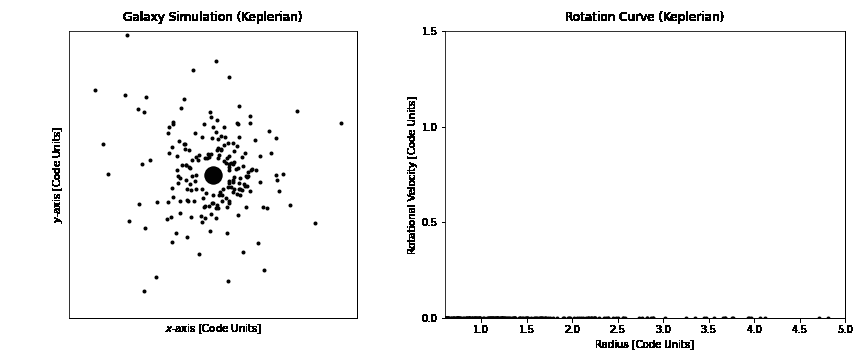 Galaxy Simulation (Keplerian)
y-axis [Code Units]
x-axis [Code Units]
Rotation Curve (Keplerian)
Rotational Velocity [Code Units]
1.5
1.0
0.5
0.0
1.0 1.5 2.0 2.5 3.0 3.5 4.0 4.5 5.0
Radius [Code Units]